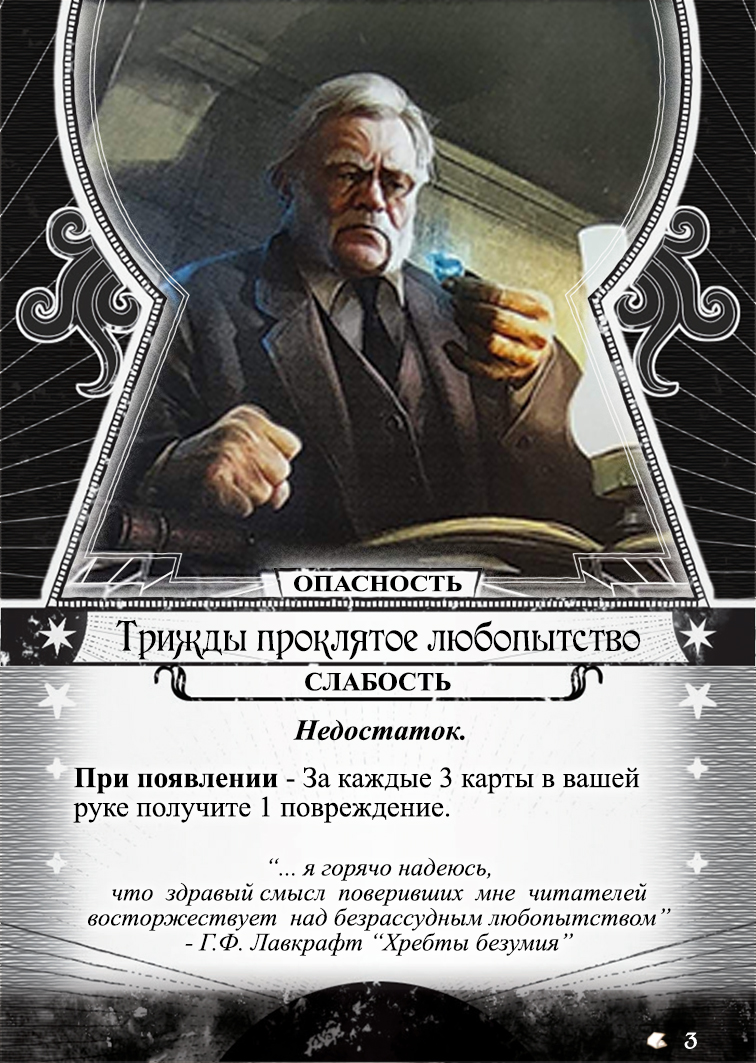 ОПАСНОСТЬ
Трижды проклятое любопытство
СЛАБОСТЬ
Недостаток.
При появлении - За каждые 3 карты в вашей
руке получите 1 повреждение.
“... я горячо надеюсь,
что здравый смысл поверивших мне читателей
восторжествует над безрассудным любопытством”
- Г.Ф. Лавкрафт “Хребты безумия”
3